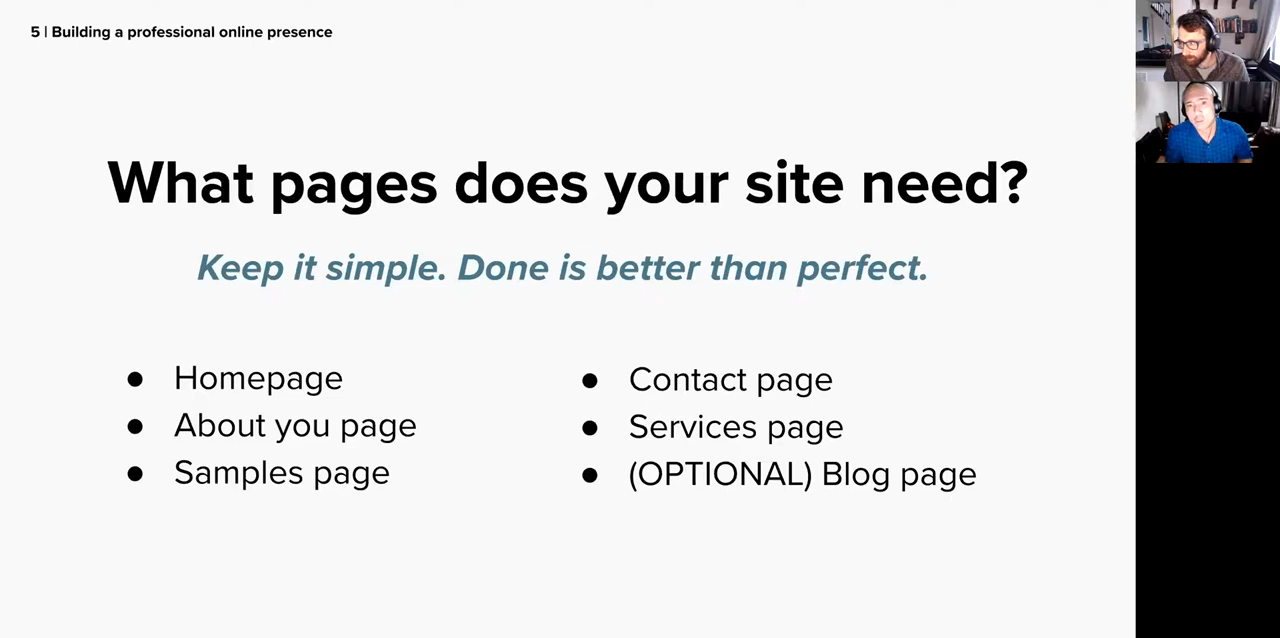 5 | Building a professional online presence
What pages does your site need?
Keep it simple. Done is better than perfect.
● Homepage
● About you page
● Samples page
● Contact page
● Services page
● (OPTIONAL) Blog page